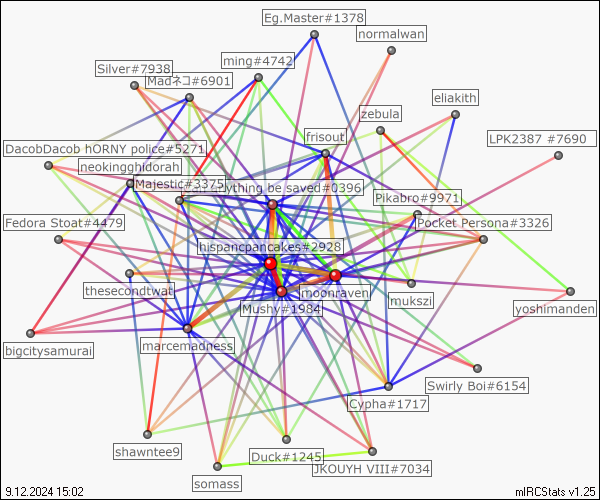 Eg.Master#1378
normalwan
ming#4742
Silver#7938
Madネコ#6901
eliakith
zebula
frisout
LPK2387 #7690
DacobDacob hORNY police#5271
neokingghidorah
Majestic#3375
anything be saved#0396
Pikabro#9971
Fedora Stoat#4479
Pocket Persona#3326
hispancpancakes#2928
thesecondtwat
moonraven
mukszi
Mushy#1984
yoshimanden
bigcitysamurai
marcemadness
Swirly Boi#6154
Cypha#1717
shawntee9
Duck#1245
JKOUYH VIII#7034
somass
9.12.2024 15:02
mIRCStats v1.25